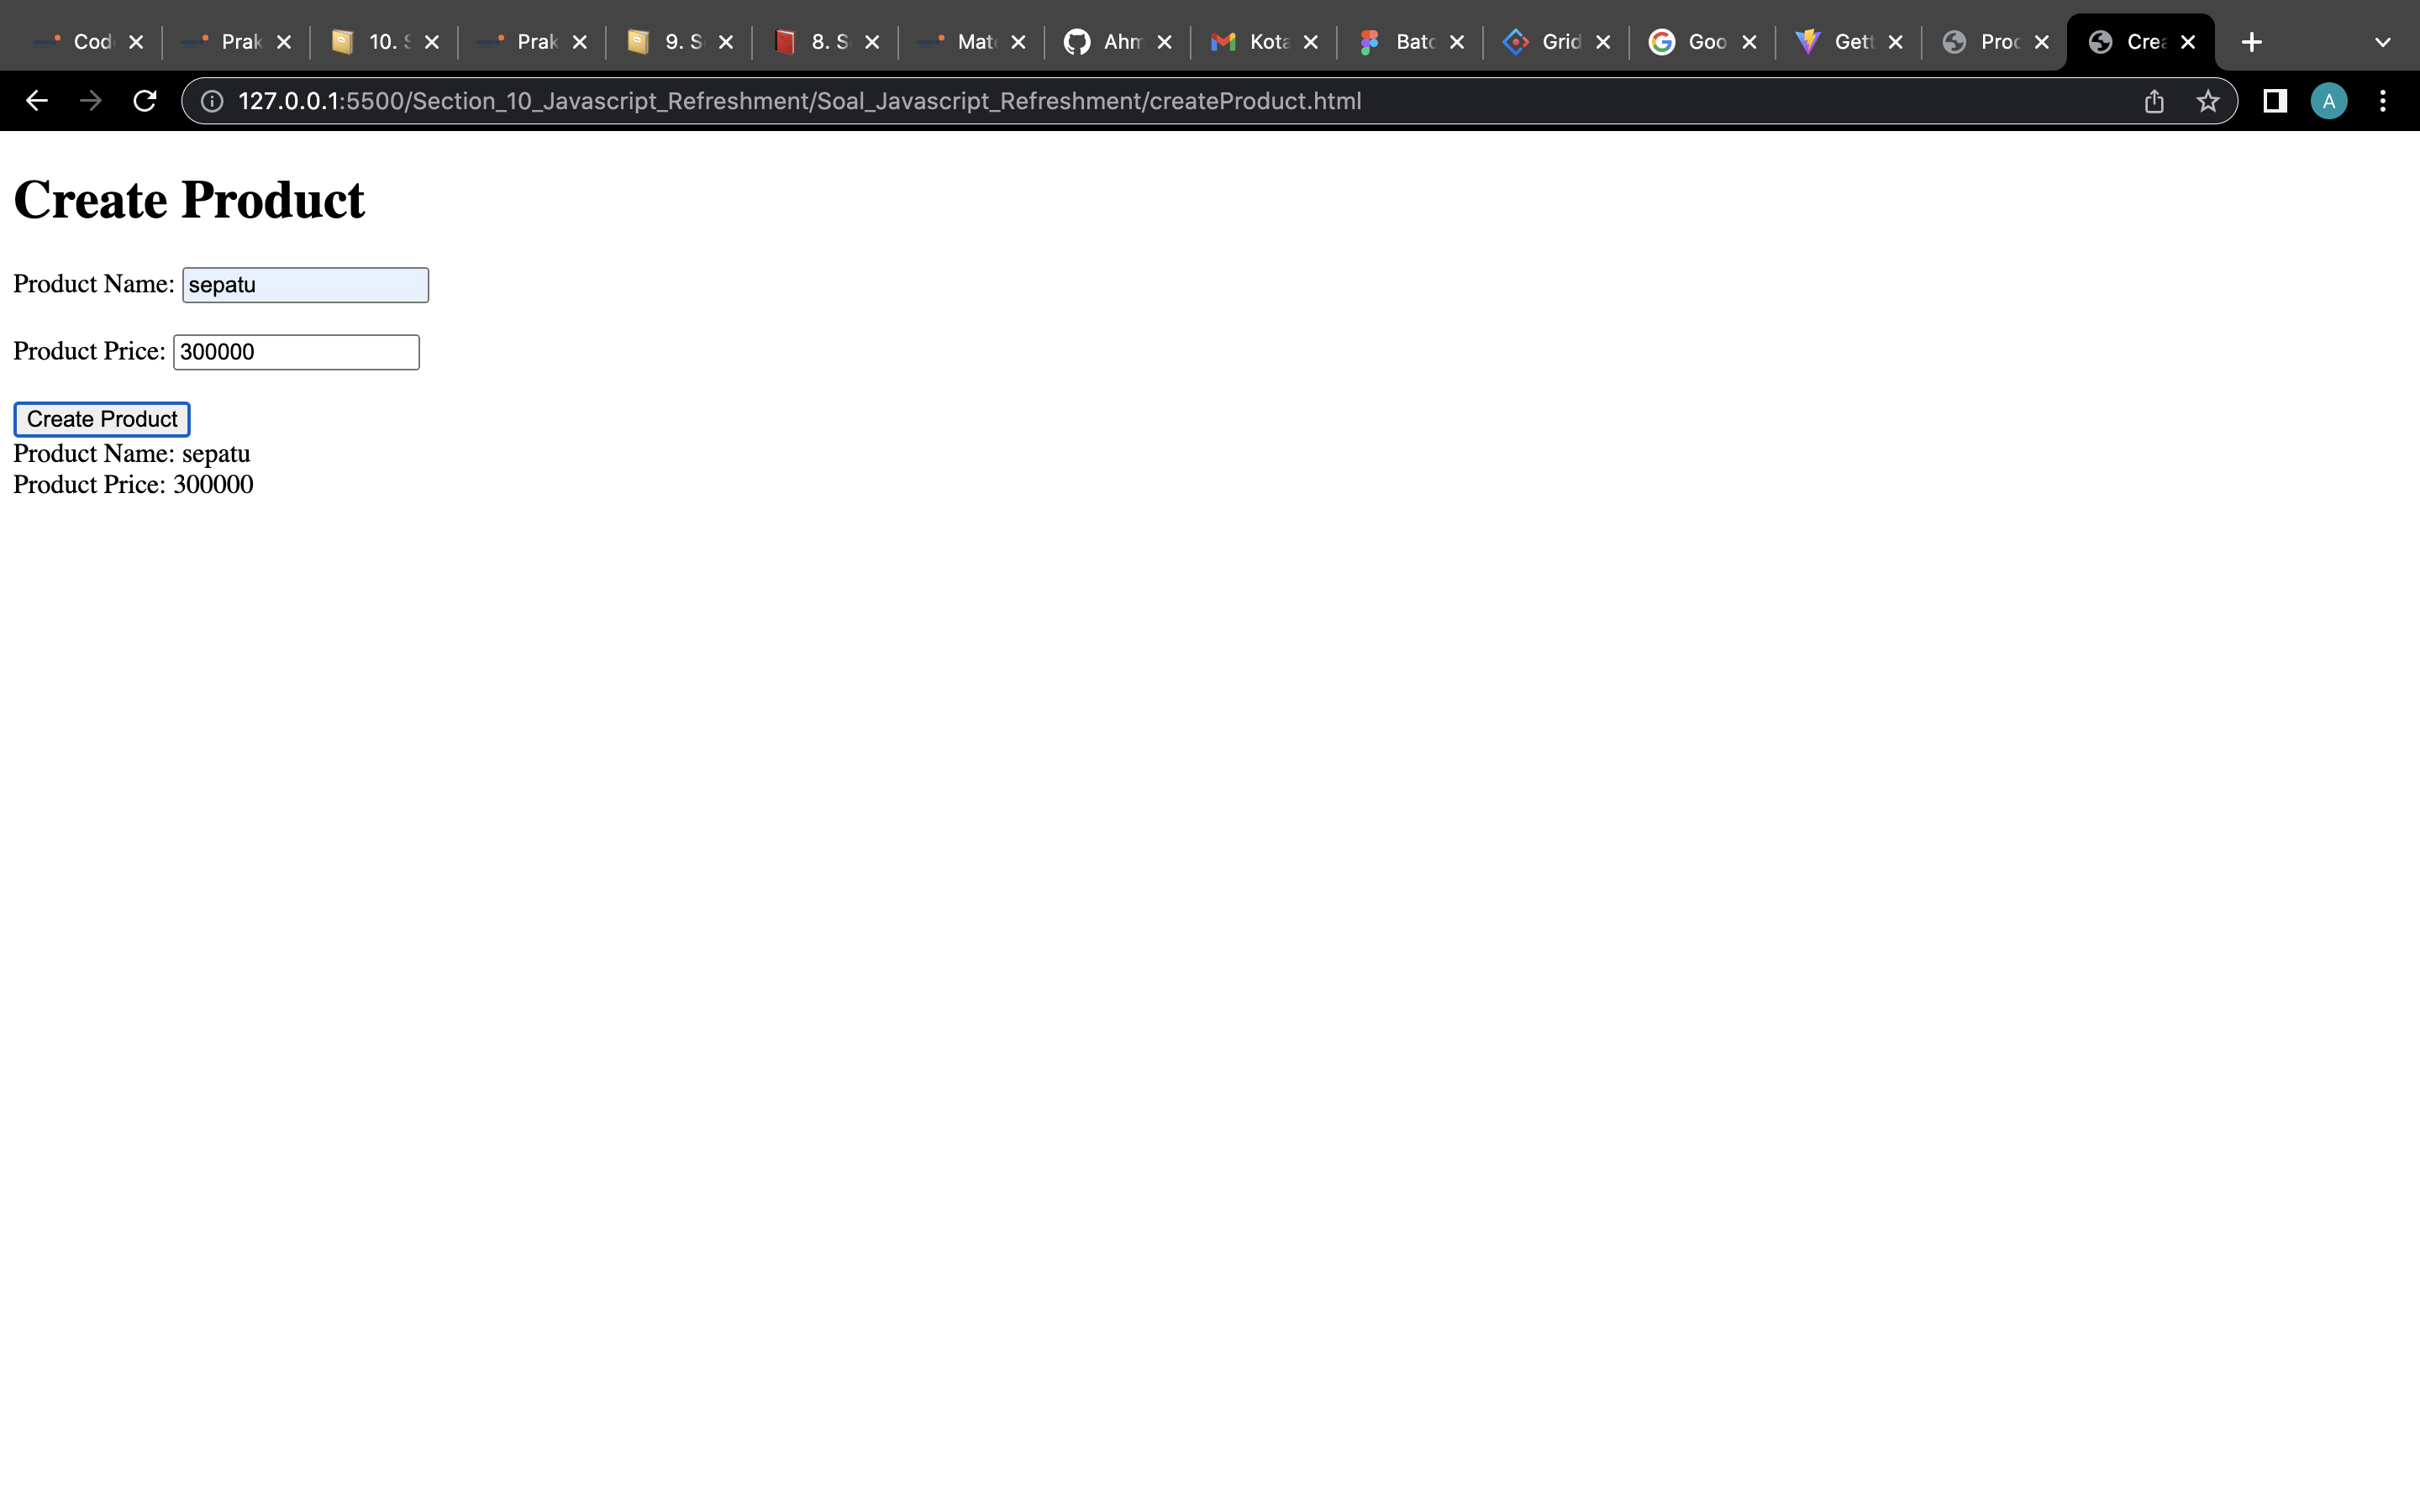 Cod Prak 10. S Prak 9. S 8. S Mat Ahm Kota Batc Grid Goo Gett Proc Crea
127.0.0.1:5500/Section_10_Javascript_Refreshment/Soal_Javascript_Refreshment/createProduct.html A
Create Product
Product Name: sepatu
Product Price: 300000
Create Product
Product Name: sepatu
Product Price: 300000